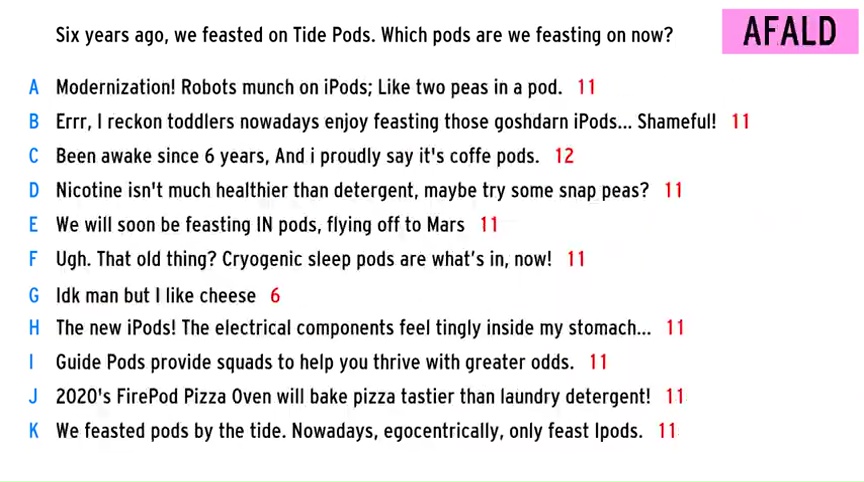 Six years ago, we feasted on Tide Pods. Which pods are we feasting on now?
AFALD
A Modernization! Robots munch on iPods; Like two peas in a pod. 11
B Errr, I reckon toddlers nowadays enjoy feasting those goshdarn iPods... Shameful! 11
C Been awake since 6 years, And i proudly say it's coffe pods. 12
D Nicotine isn't much healthier than detergent, maybe try some snap peas? 11
E We will soon be feasting IN pods, flying off to Mars 11
F Ugh. That old thing? Cryogenic sleep pods are what's in, now! 11
G Idk man but I like cheese 6
H The new iPods! The electrical components feel tingly inside my stomach... 11
I Guide Pods provide squads to help you thrive with greater odds. 11
J 2020's FirePod Pizza Oven will bake pizza tastier than laundry detergent! 11
K We feasted pods by the tide. Nowadays, egocentrically, only feast Ipods. 11